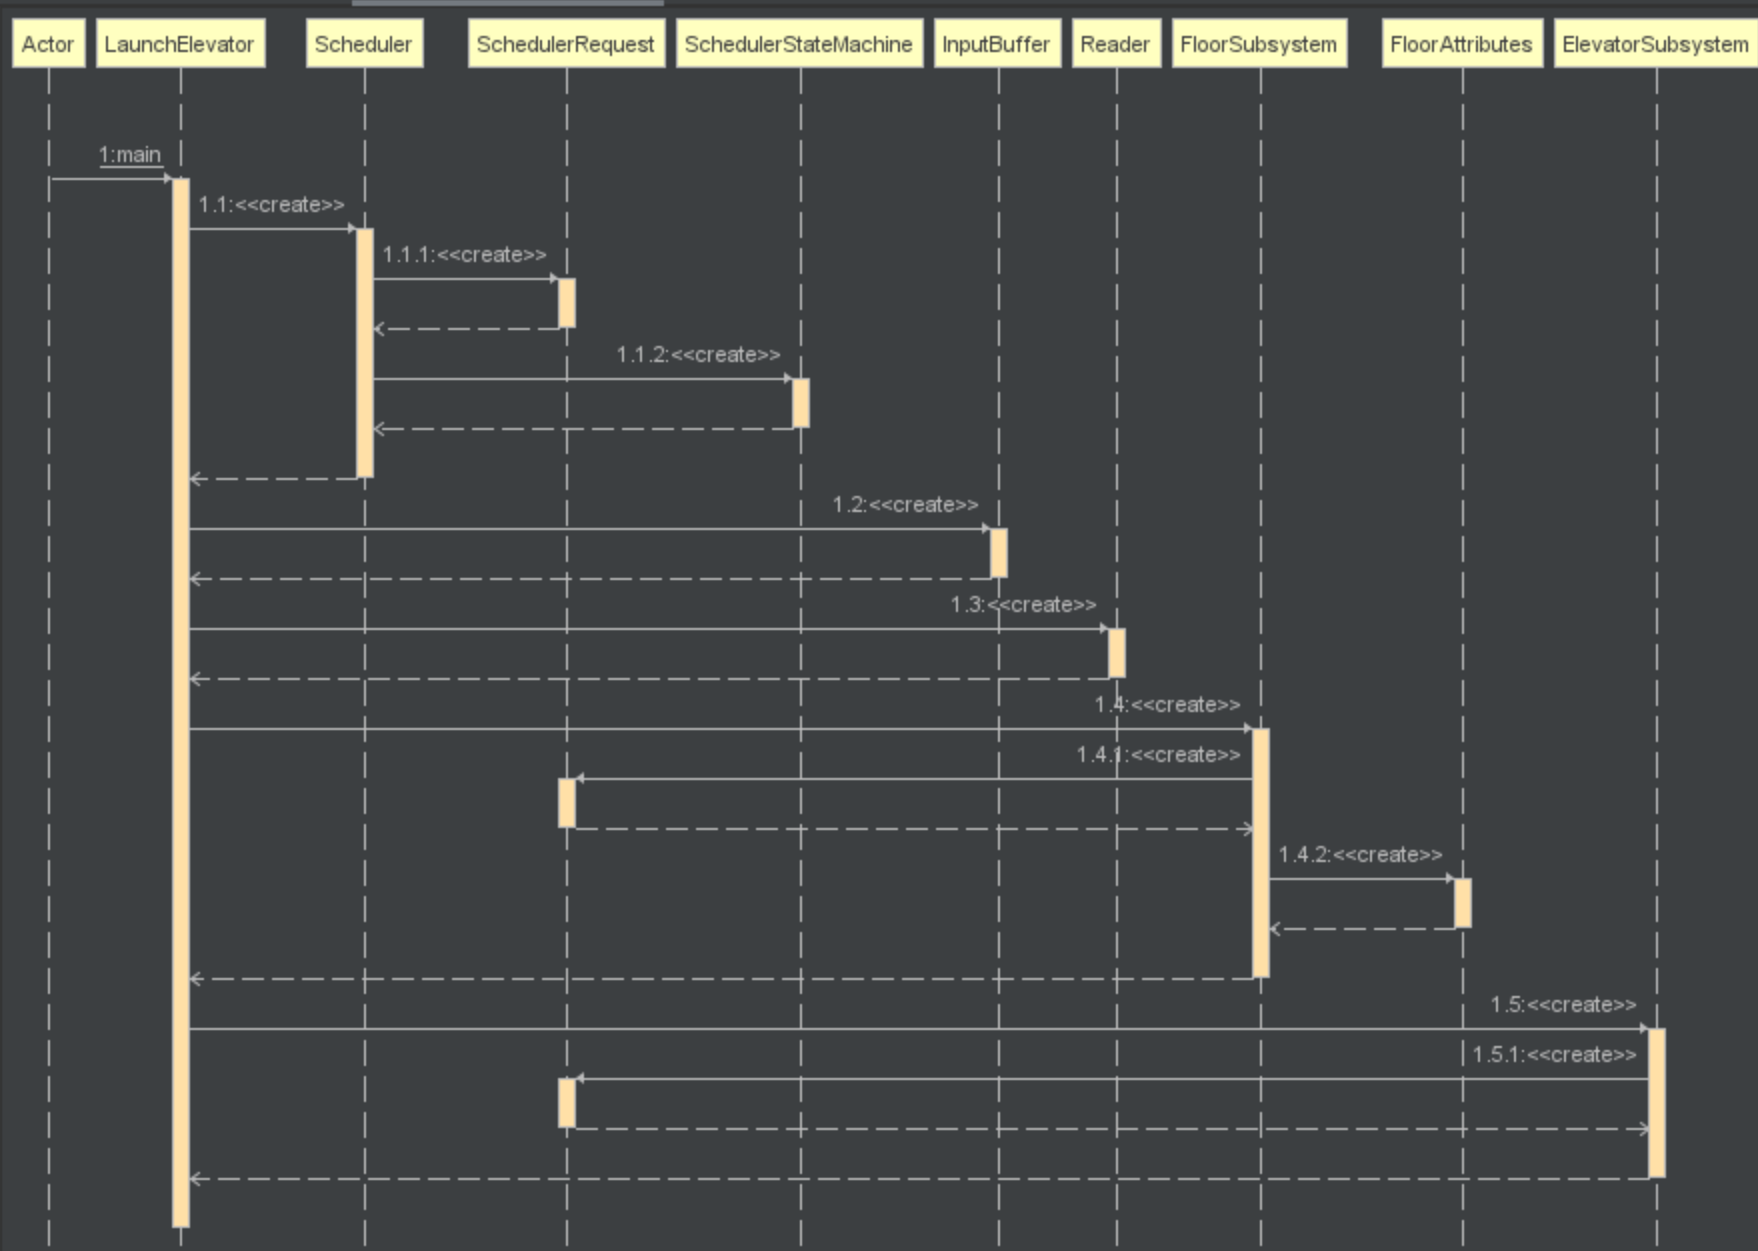 Actor LaunchElevator Scheduler SchedulerRequest SchedulerStateMachine InputBuffer Reader FloorSubsystem FloorAttributes ElevatorSubsystem
1:main
1.1:<<create>>
1.1.1:<<create>>
1.1.2:<<create>>
1.2:<<create>>
1.3:<<create>>
1.4:<<create>>
1.4.1:<<create>>
1.4.2:<<create>>
1.5:<<create>>
1.5.1:<<create>>